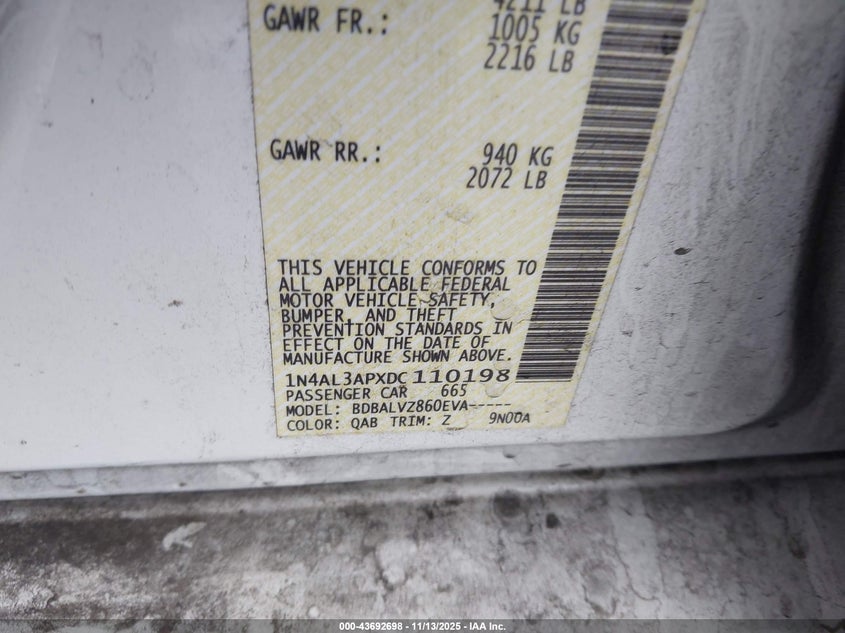 4211 LB
GAWR FR.: 1005 KG
2216 LB
GAWR RR.: 940 KG
2072 LB
THIS VEHICLE CONFORMS TO
ALL APPLICABLE FEDERAL
MOTOR VEHICLE SAFETY,
BUMPER, AND THEFT
PREVENTION STANDARDS IN
EFFECT ON THE DATE OF
MANUFACTURE SHOWN ABOVE.
1N4AL3APXDC110198
PASSENGER CAR 665
MODEL: BDBALVZ860EVA-----
COLOR: QAB TRIM: Z 9N00A
000-43692698 - 11/13/2025 - IAA Inc.